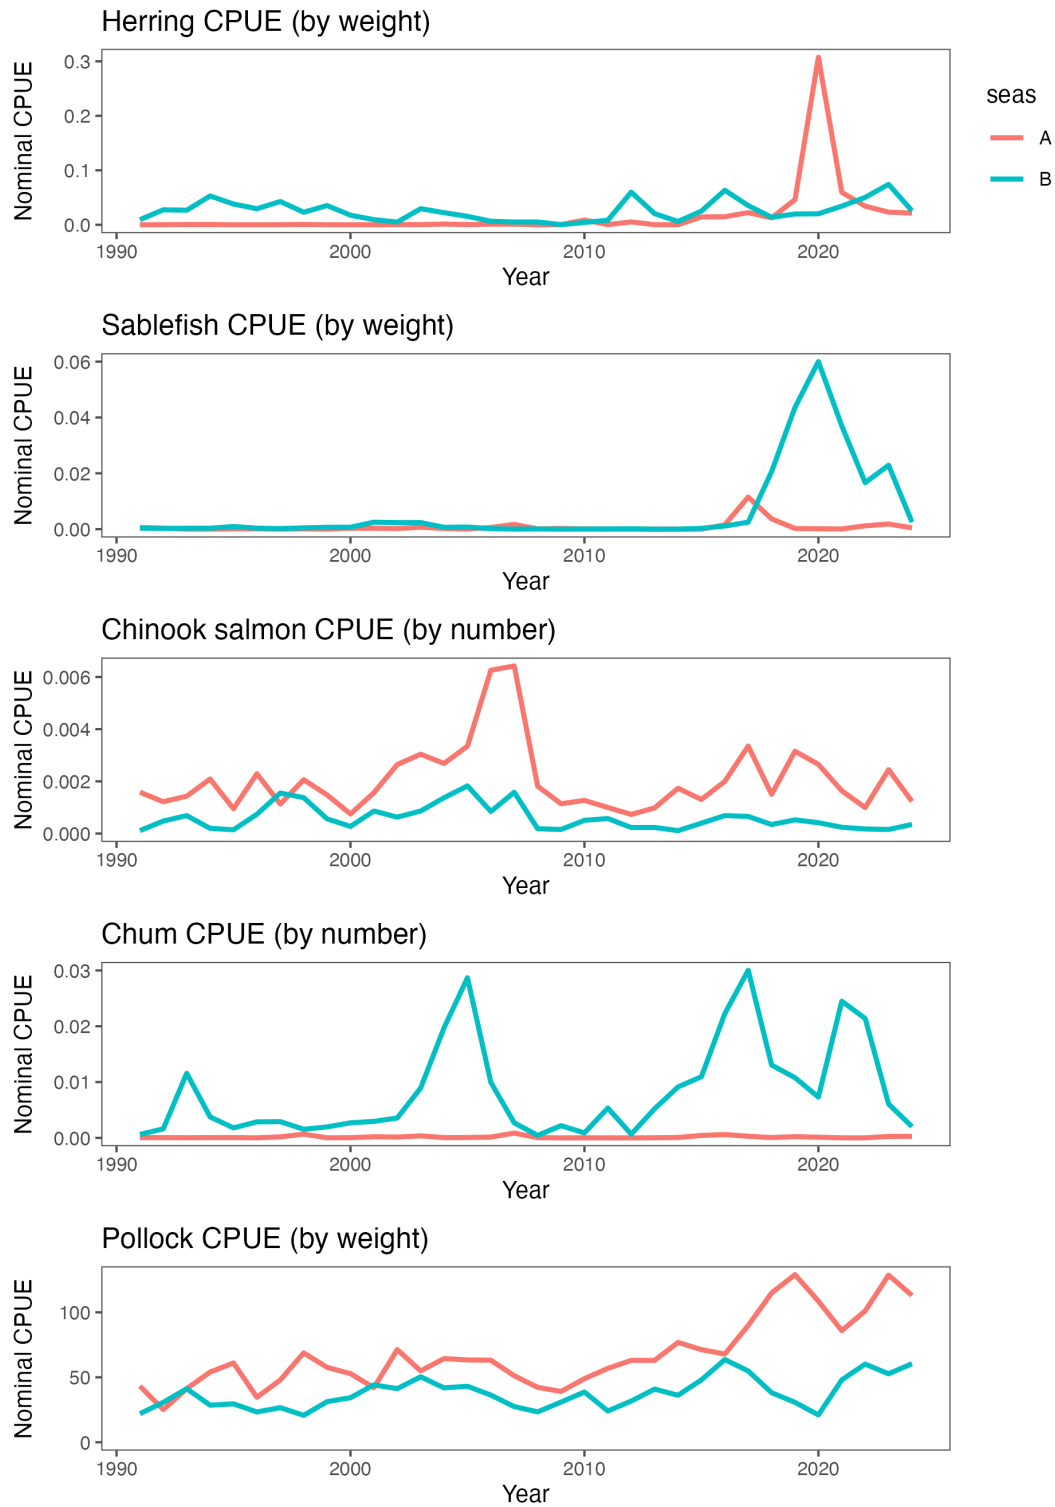 Herring CPUE (by weight)
Nominal CPUE
0.3
0.2
0.1
0.0
1990 2000 2010 2020
Year
seas
A
B
Sablefish CPUE (by weight)
Nominal CPUE
0.06
0.04
0.02
0.00
1990 2000 2010 2020
Year
Chinook salmon CPUE (by number)
Nominal CPUE
0.006
0.004
0.002
0.000
1990 2000 2010 2020
Year
Chum CPUE (by number)
Nominal CPUE
0.03
0.02
0.01
0.00
1990 2000 2010 2020
Year
Pollock CPUE (by weight)
Nominal CPUE
100
50
0
1990 2000 2010 2020
Year